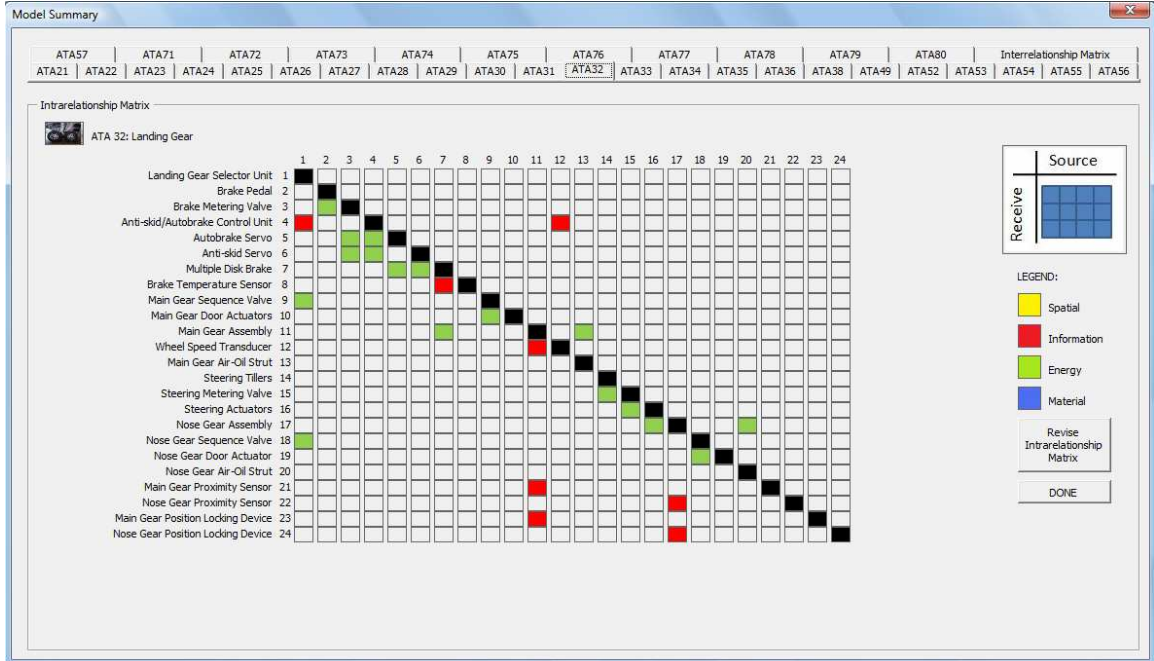 Model Summary
ATA57 ATA71 ATA72 ATA73 ATA74 ATA75 ATA76 ATA77 ATA78 ATA79 ATA80 Interrelationship Matrix
ATA21 ATA22 ATA23 ATA24 ATA25 ATA26 ATA27 ATA28 ATA29 ATA30 ATA31 ATA32 ATA33 ATA34 ATA35 ATA36 ATA38 ATA49 ATA52 ATA53 ATA54 ATA55 ATA56
Intrarelationship Matrix
ATA 32: Landing Gear
1 2 3 4 5 6 7 8 9 10 11 12 13 14 15 16 17 18 19 20 21 22 23 24
Landing Gear Selector Unit 1
Brake Pedal 2
Brake Metering Valve 3
Anti-skid/Autobrake Control Unit 4
Autobrake Servo 5
Anti-skid Servo 6
Multiple Disk Brake 7
Brake Temperature Sensor 8
Main Gear Sequence Valve 9
Main Gear Door Actuators 10
Main Gear Assembly 11
Wheel Speed Transducer 12
Main Gear Air-Oil Strut 13
Steering Tillers 14
Steering Metering Valve 15
Steering Actuators 16
Nose Gear Assembly 17
Nose Gear Sequence Valve 18
Nose Gear Door Actuator 19
Nose Gear Air-Oil Strut 20
Main Gear Proximity Sensor 21
Nose Gear Proximity Sensor 22
Main Gear Position Locking Device 23
Nose Gear Position Locking Device 24
Source
Receive
LEGEND:
Spatial
Information
Energy
Material
Revise
Intrarelationship
Matrix
DONE